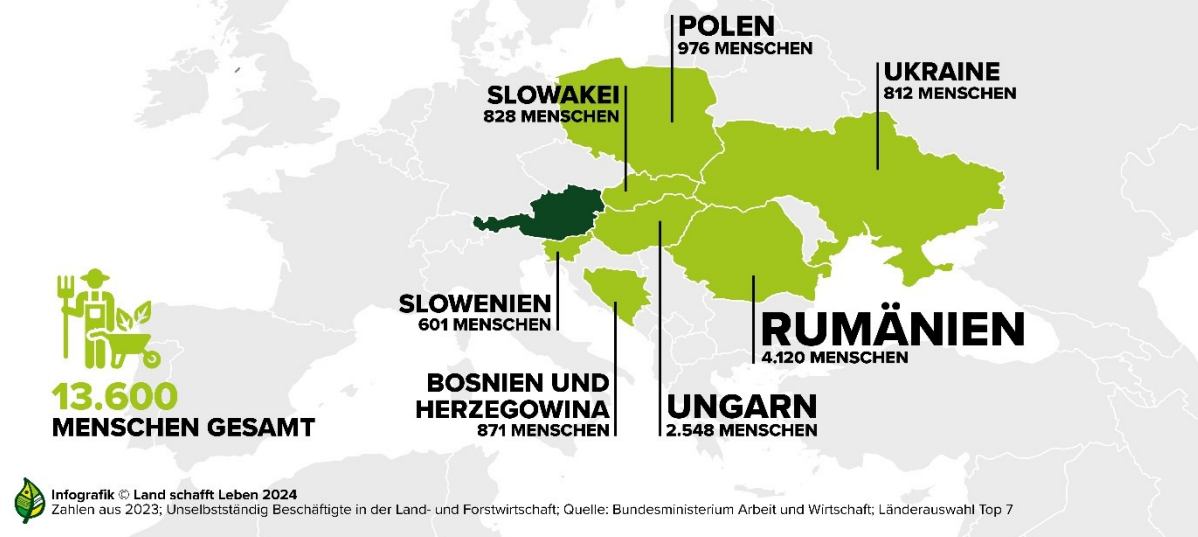 POLEN
976 MENSCHEN
UKRAINE
812 MENSCHEN
SLOWAKEI
828 MENSCHEN
SLOWENIEN
601 MENSCHEN
RUMÄNIEN
4.120 MENSCHEN
BOSNIEN UND
HERZEGOWINA
871 MENSCHEN
UNGARN
2.548 MENSCHEN
13.600
MENSCHEN GESAMT
Infografik © Land schafft Leben 2024
Zahlen aus 2023; Unselbstständig Beschäftigte in der Land- und Forstwirtschaft; Quelle: Bundesministerium Arbeit und Wirtschaft; Länderauswahl Top 7